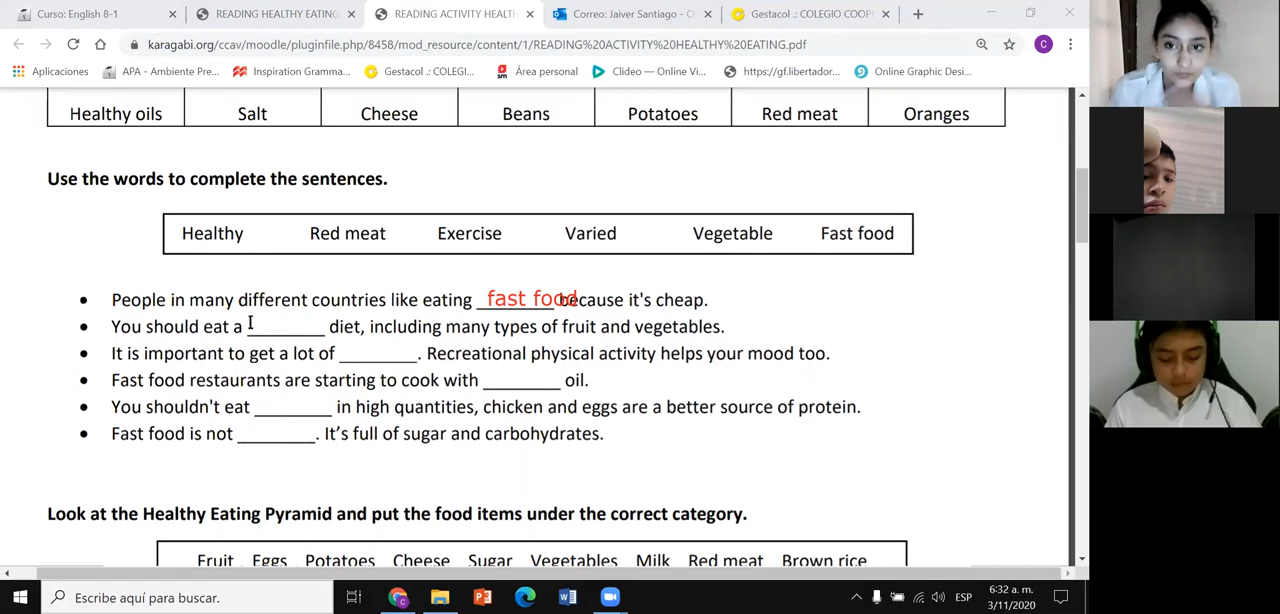 Curso: English 8-1
READING HEALTHY EATING
READING ACTIVITY HEALTH
Correo: Jaiver Santiago - O
Gestacol .: COLEGIO COOP
karagabi.org/ccav/moodle/pluginfile.php/8458/mod_resource/content/1/READING%20ACTIVITY%20HEALTHY%20EATING.pdf
C
Aplicaciones
APA - Ambiente Pre...
Inspiration Gramma...
Gestacol .: COLEGI...
Área personal
Clideo — Online Vi...
https://gf.libertador...
Online Graphic Desi...
Healthy oils Salt Cheese Beans Potatoes Red meat Oranges
Use the words to complete the sentences.
Healthy Red meat Exercise Varied Vegetable Fast food
• People in many different countries like eating fast food because it's cheap.
• You should eat a ________ diet, including many types of fruit and vegetables.
• It is important to get a lot of ________. Recreational physical activity helps your mood too.
• Fast food restaurants are starting to cook with ________ oil.
• You shouldn't eat ________ in high quantities, chicken and eggs are a better source of protein.
• Fast food is not ________. It's full of sugar and carbohydrates.
Look at the Healthy Eating Pyramid and put the food items under the correct category.
Fruit Eggs Potatoes Cheese Sugar Vegetables Milk Red meat Brown rice
Escribe aquí para buscar.
ESP
6:32 a. m.
3/11/2020